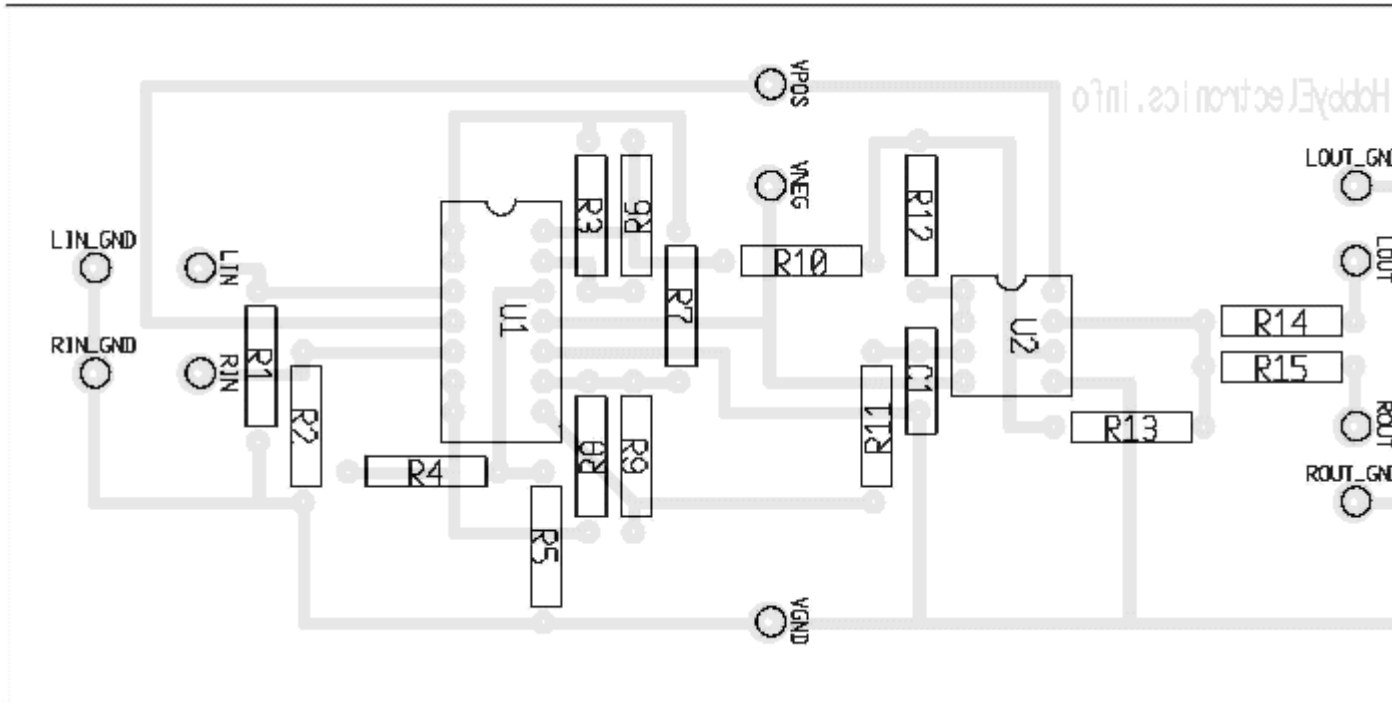 VPOS
HobbyElectronics.info
LOUT_GND
VNEG
R3
R6
R12
LIN_GND
LIN
LOUT
R10
R7
U1
U2
R14
RIN_GND
RIN
R1
C1
R15
R2
R11
R13
ROUT
R4
R8
R9
ROUT_GND
R5
VGND